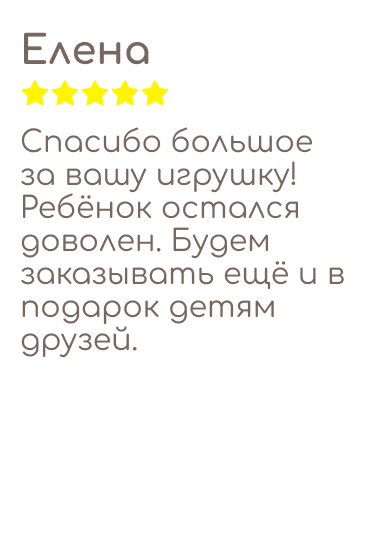 Елена
Спасибо большое
за вашу игрушку!
Ребёнок остался
доволен. Будем
заказывать ещё и в
подарок детям
друзей.